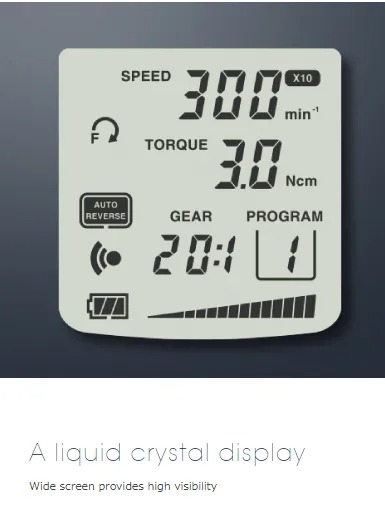 SPEED 300 X10
min⁻¹
F
TORQUE 3.0
Ncm
AUTO
REVERSE
GEAR PROGRAM
20:1 1
A liquid crystal display
Wide screen provides high visibility